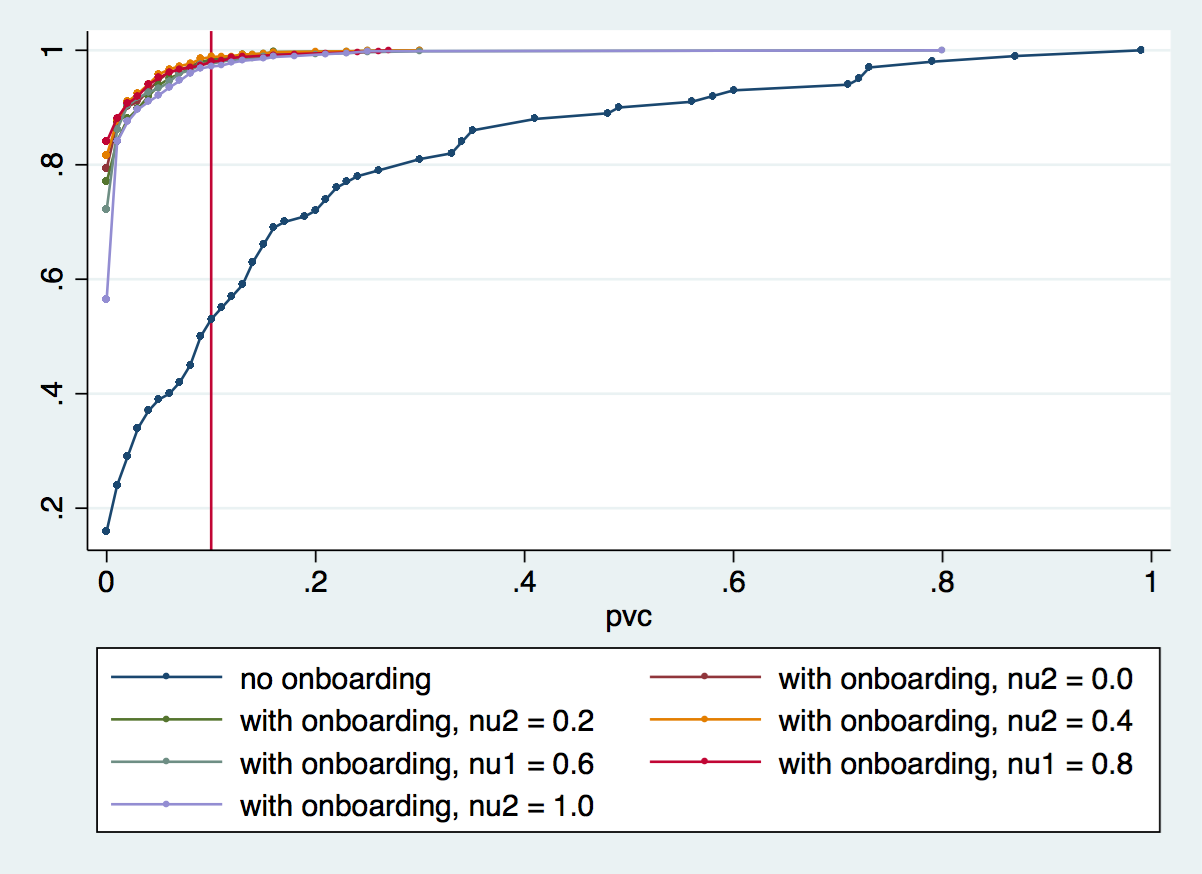 1
.8
.6
.4
.2
0 .2 .4 .6 .8 1
pvc
no onboarding with onboarding, nu2 = 0.0
with onboarding, nu2 = 0.2 with onboarding, nu2 = 0.4
with onboarding, nu1 = 0.6 with onboarding, nu1 = 0.8
with onboarding, nu2 = 1.0